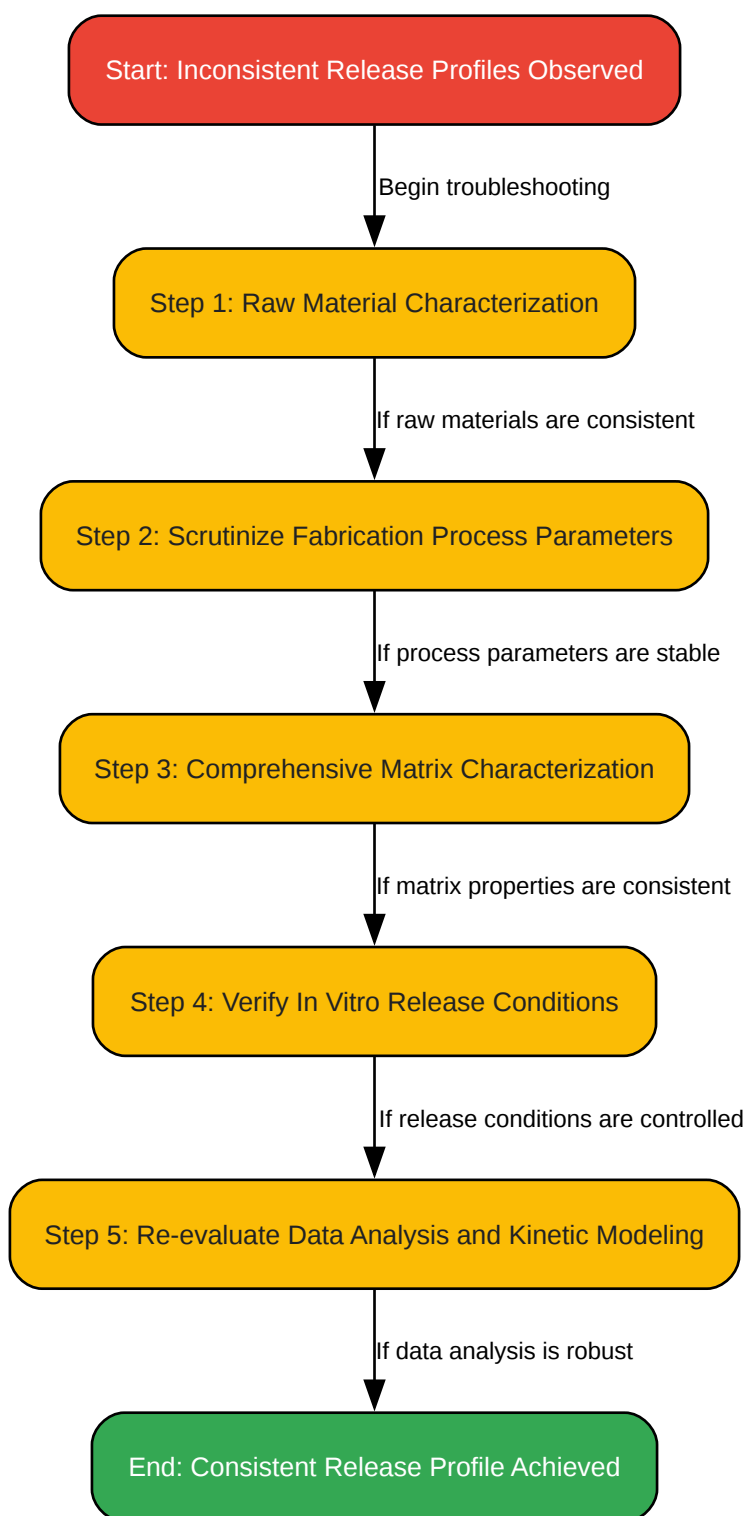 Start: Inconsistent Release Profiles Observed
Begin troubleshooting
Step 1: Raw Material Characterization
If raw materials are consistent
Step 2: Scrutinize Fabrication Process Parameters
If process parameters are stable
Step 3: Comprehensive Matrix Characterization
If matrix properties are consistent
Step 4: Verify In Vitro Release Conditions
If release conditions are controlled
Step 5: Re-evaluate Data Analysis and Kinetic Modeling
If data analysis is robust
End: Consistent Release Profile Achieved